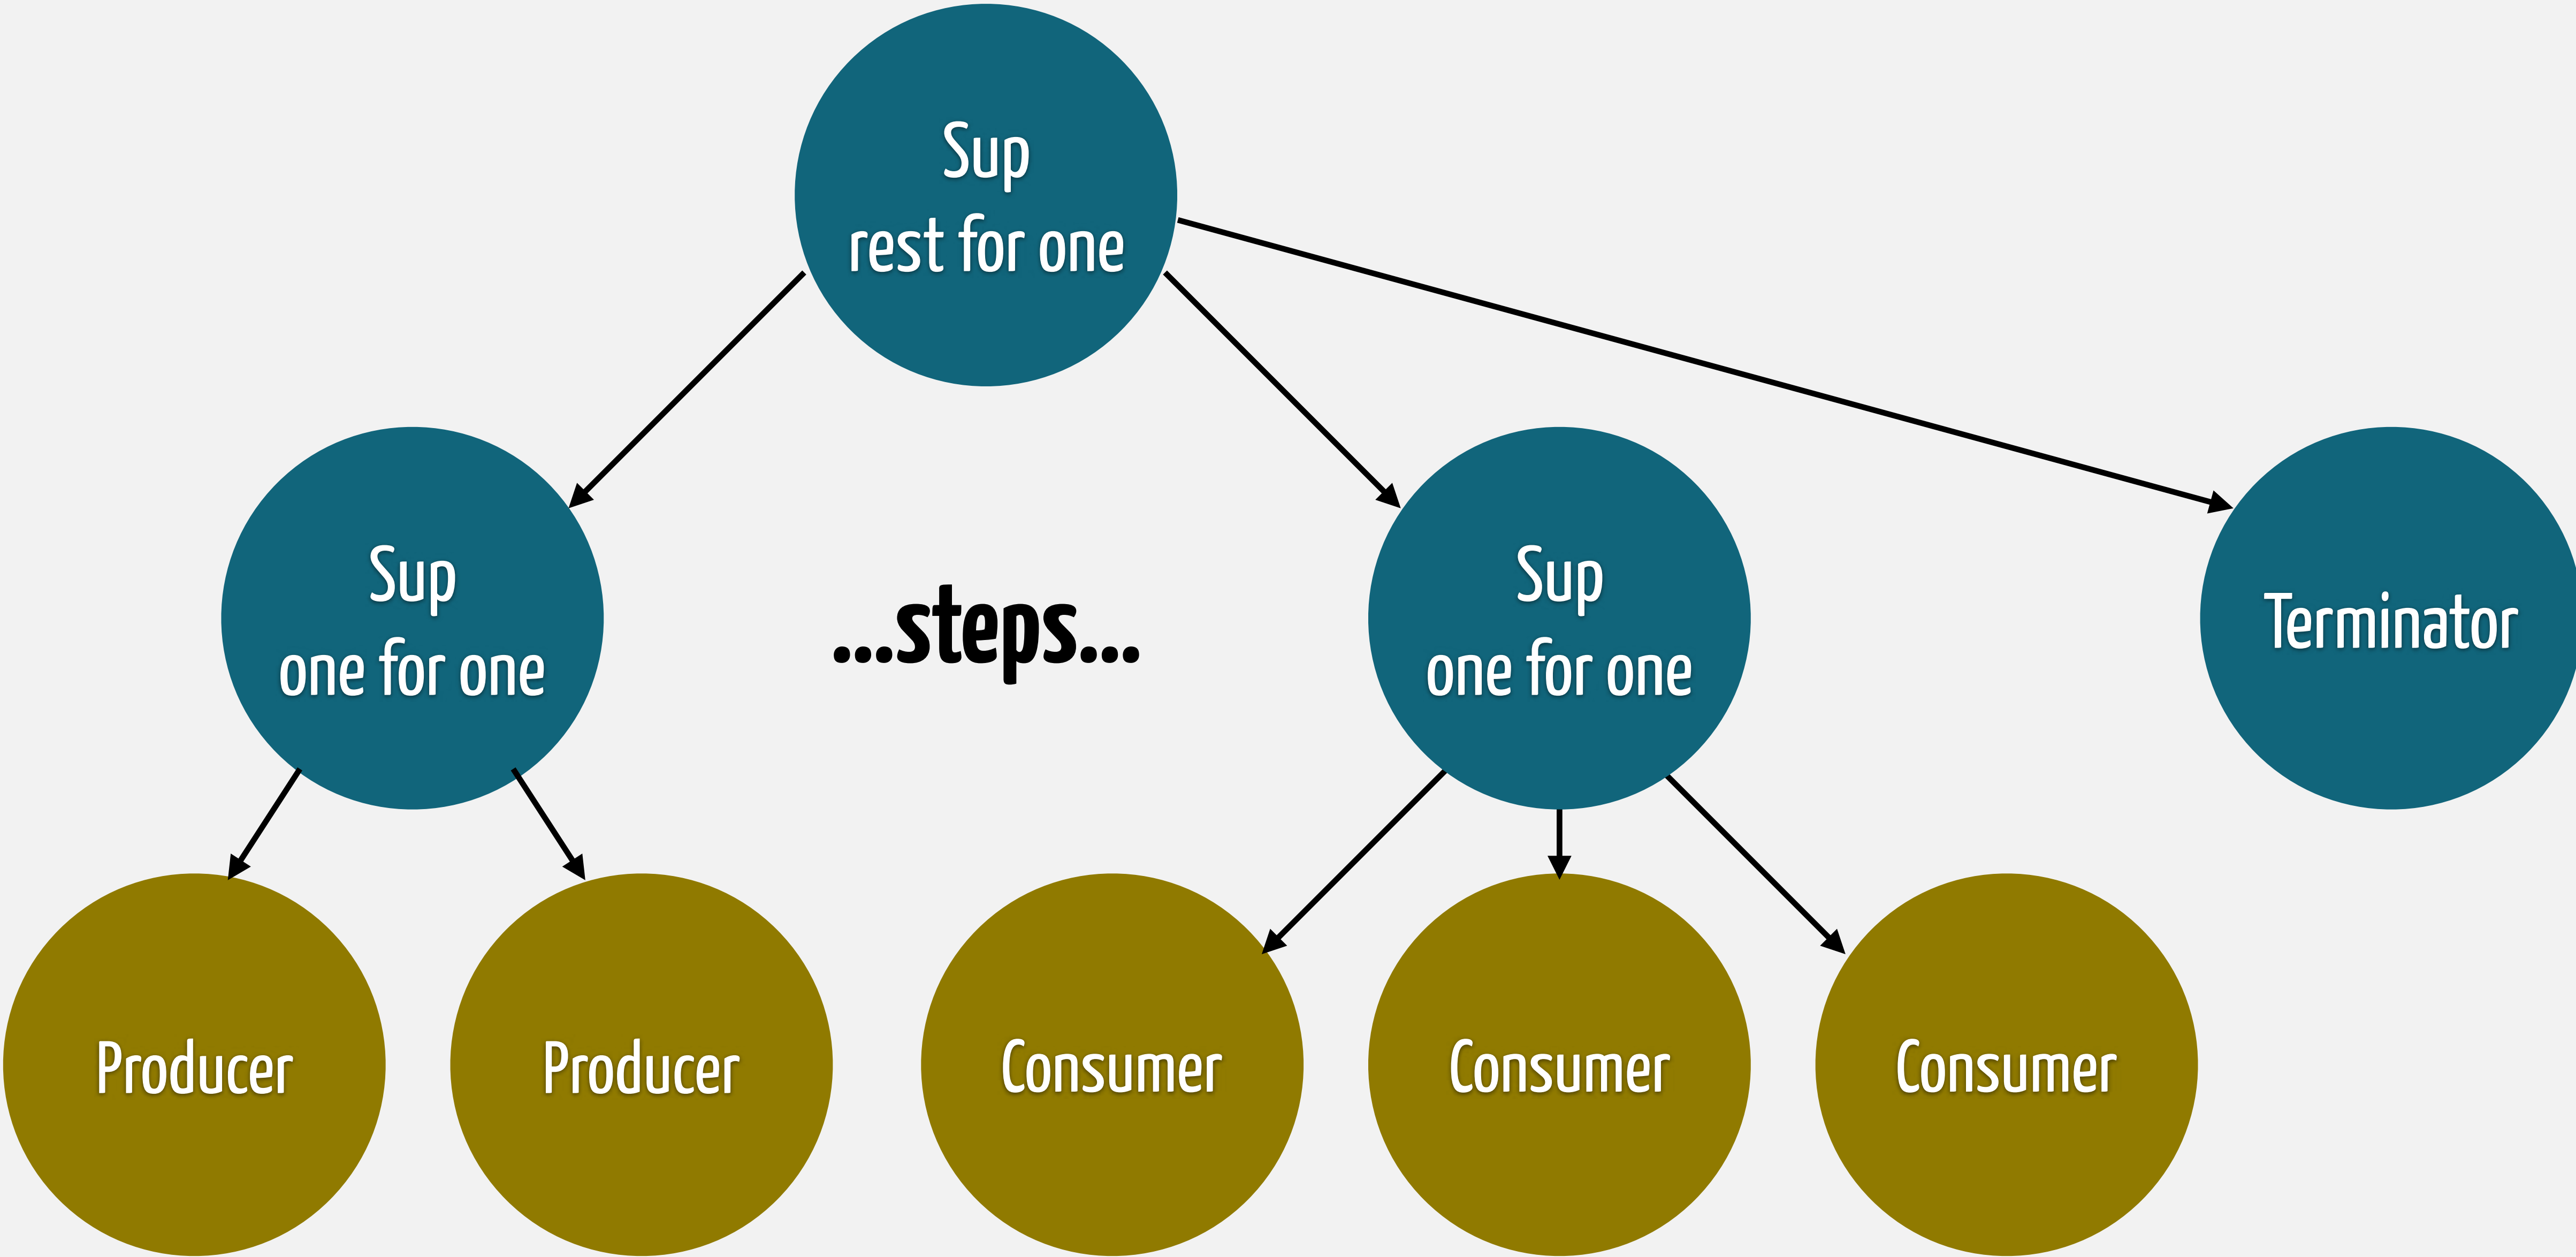 Sup
rest for one
Sup
one for one
...steps...
Sup
one for one
Terminator
Producer
Producer
Consumer
Consumer
Consumer